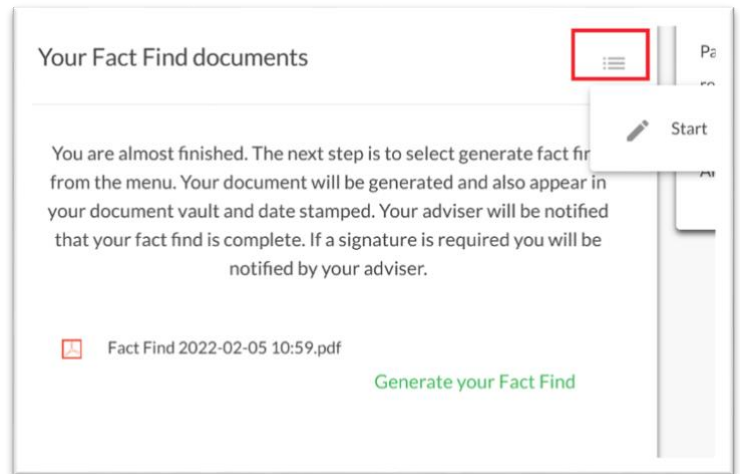 Your Fact Find documents
Start
You are almost finished. The next step is to select generate fact
from the menu. Your document will be generated and also appear in
your document vault and date stamped. Your adviser will be notified
that your fact find is complete. If a signature is required you will be
notified by your adviser.
Fact Find 2022-02-05 10:59.pdf
Generate your Fact Find